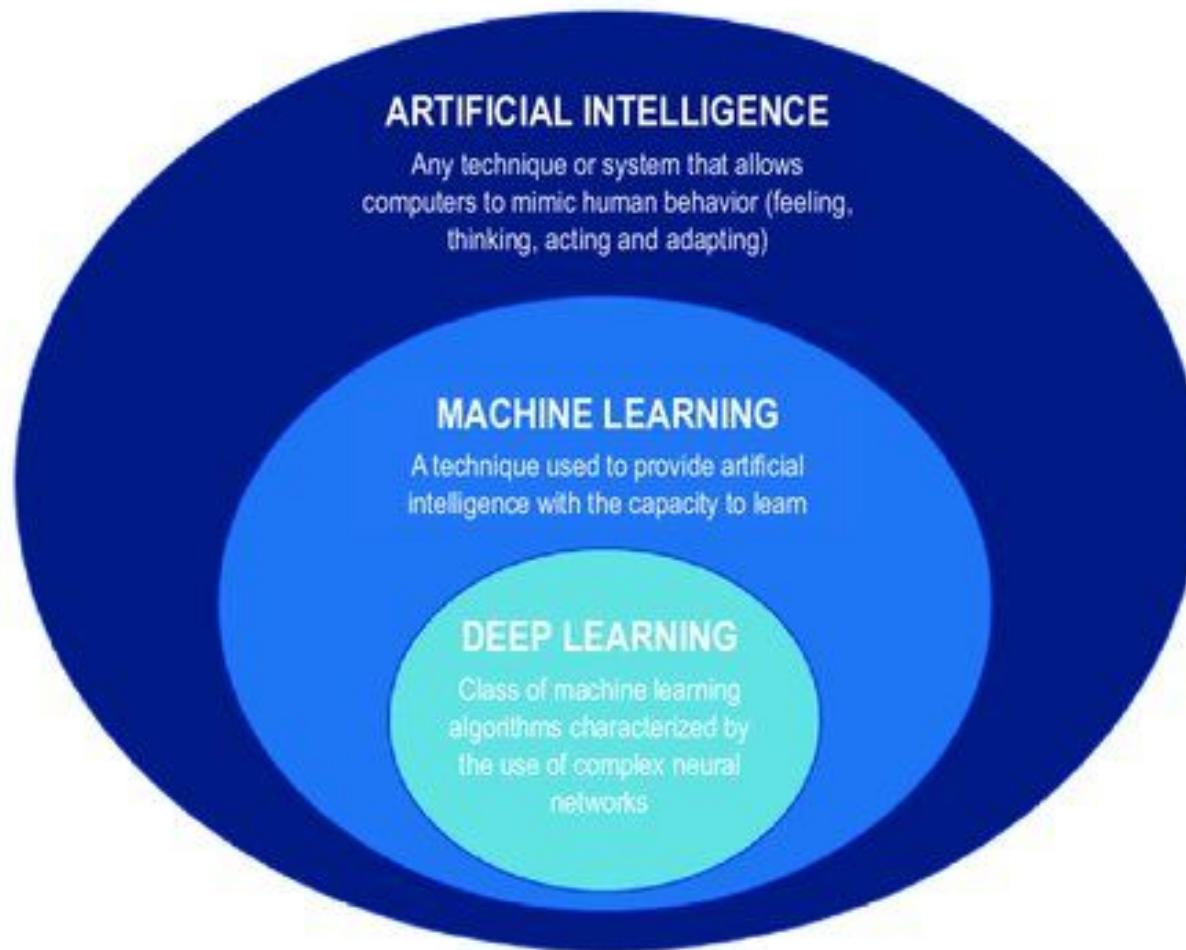 ARTIFICIAL INTELLIGENCE
Any technique or system that allows
computers to mimic human behavior (feeling,
thinking, acting and adapting)
MACHINE LEARNING
A technique used to provide artificial
intelligence with the capacity to learn
DEEP LEARNING
Class of machine learning
algorithms characterized by
the use of complex neural
networks